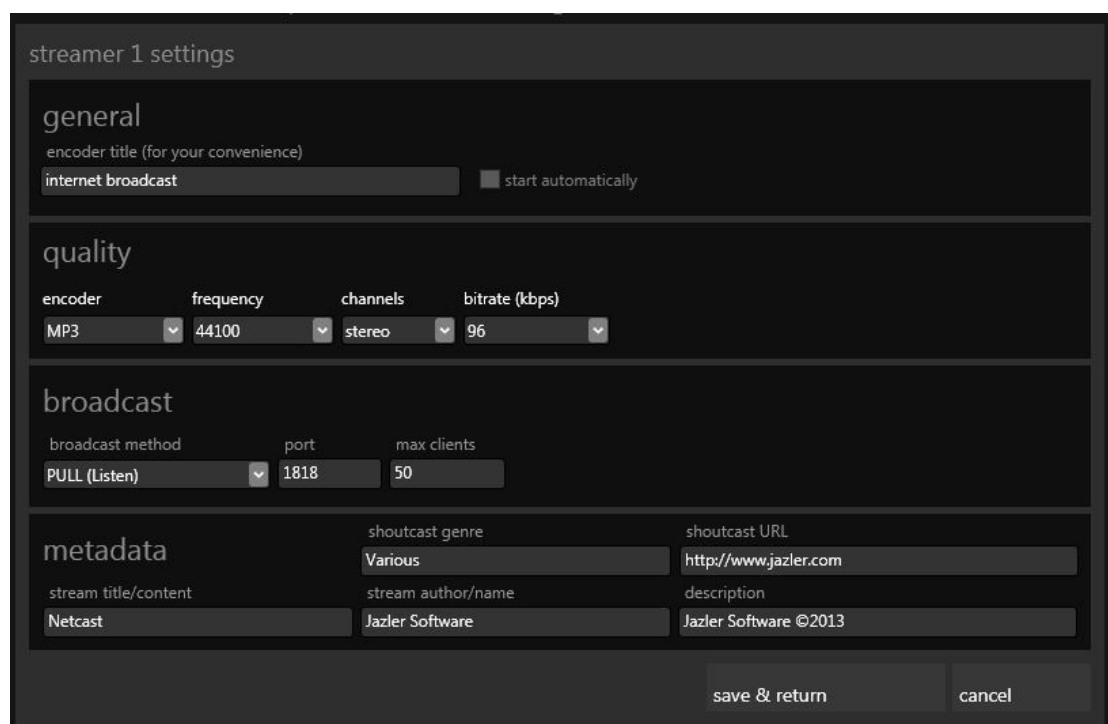 streamer 1 settings
general
encoder title (for your convenience)
internet broadcast
start automatically
quality
encoder frequency channels bitrate (kbps)
MP3 44100 stereo 96
broadcast
broadcast method port max clients
PULL (Listen) 1818 50
metadata
shoutcast genre shoutcast URL
Various http://www.jazler.com
stream title/content stream author/name description
Netcast Jazler Software Jazler Software ©2013
save & return cancel